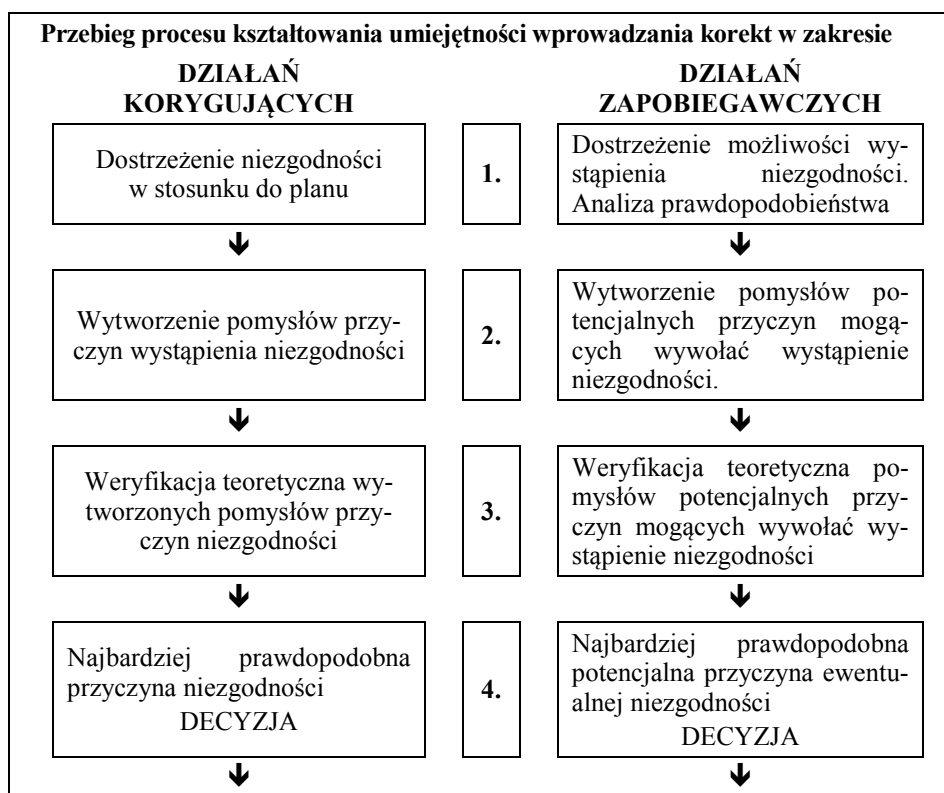 Przebieg procesu kształtowania umiejętności wprowadzania korekt w zakresie
DZIAŁAŃ
KORYGUJĄCYCH
DZIAŁAŃ
ZAPOBIEGAWCZYCH
Dostrzeżenie niezgodności
w stosunku do planu
1.
Dostrzeżenie możliwości wy-
stąpienia niezgodności.
Analiza prawdopodobieństwa
Wytworzenie pomysłów przy-
czyn wystąpienia niezgodności
2.
Wytworzenie pomysłów po-
tencjalnych przyczyn mogą-
cych wywołać wystąpienie
niezgodności.
Weryfikacja teoretyczna wy-
tworzonych pomysłów przy-
czyn niezgodności
3.
Weryfikacja teoretyczna po-
mysłów potencjalnych przy-
czyn mogących wywołać wy-
stąpienie niezgodności
Najbardziej prawdopodobna
przyczyna niezgodności
DECYZJA
4.
Najbardziej prawdopodobna
potencjalna przyczyna ewentu-
alnej niezgodności
DECYZJA